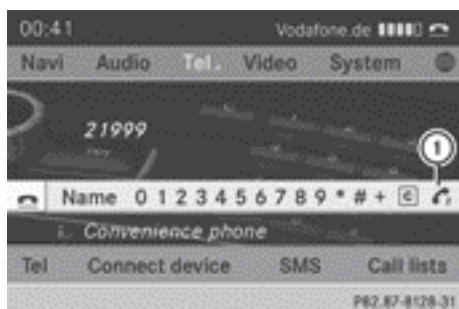 00:41 Vodafone.de
Navi Audio Tel. Video System
21999
1
Name 0 1 2 3 4 5 6 7 8 9 * # + C
Convenience phone
Tel Connect device SMS Call lists
P82.87-8128-31